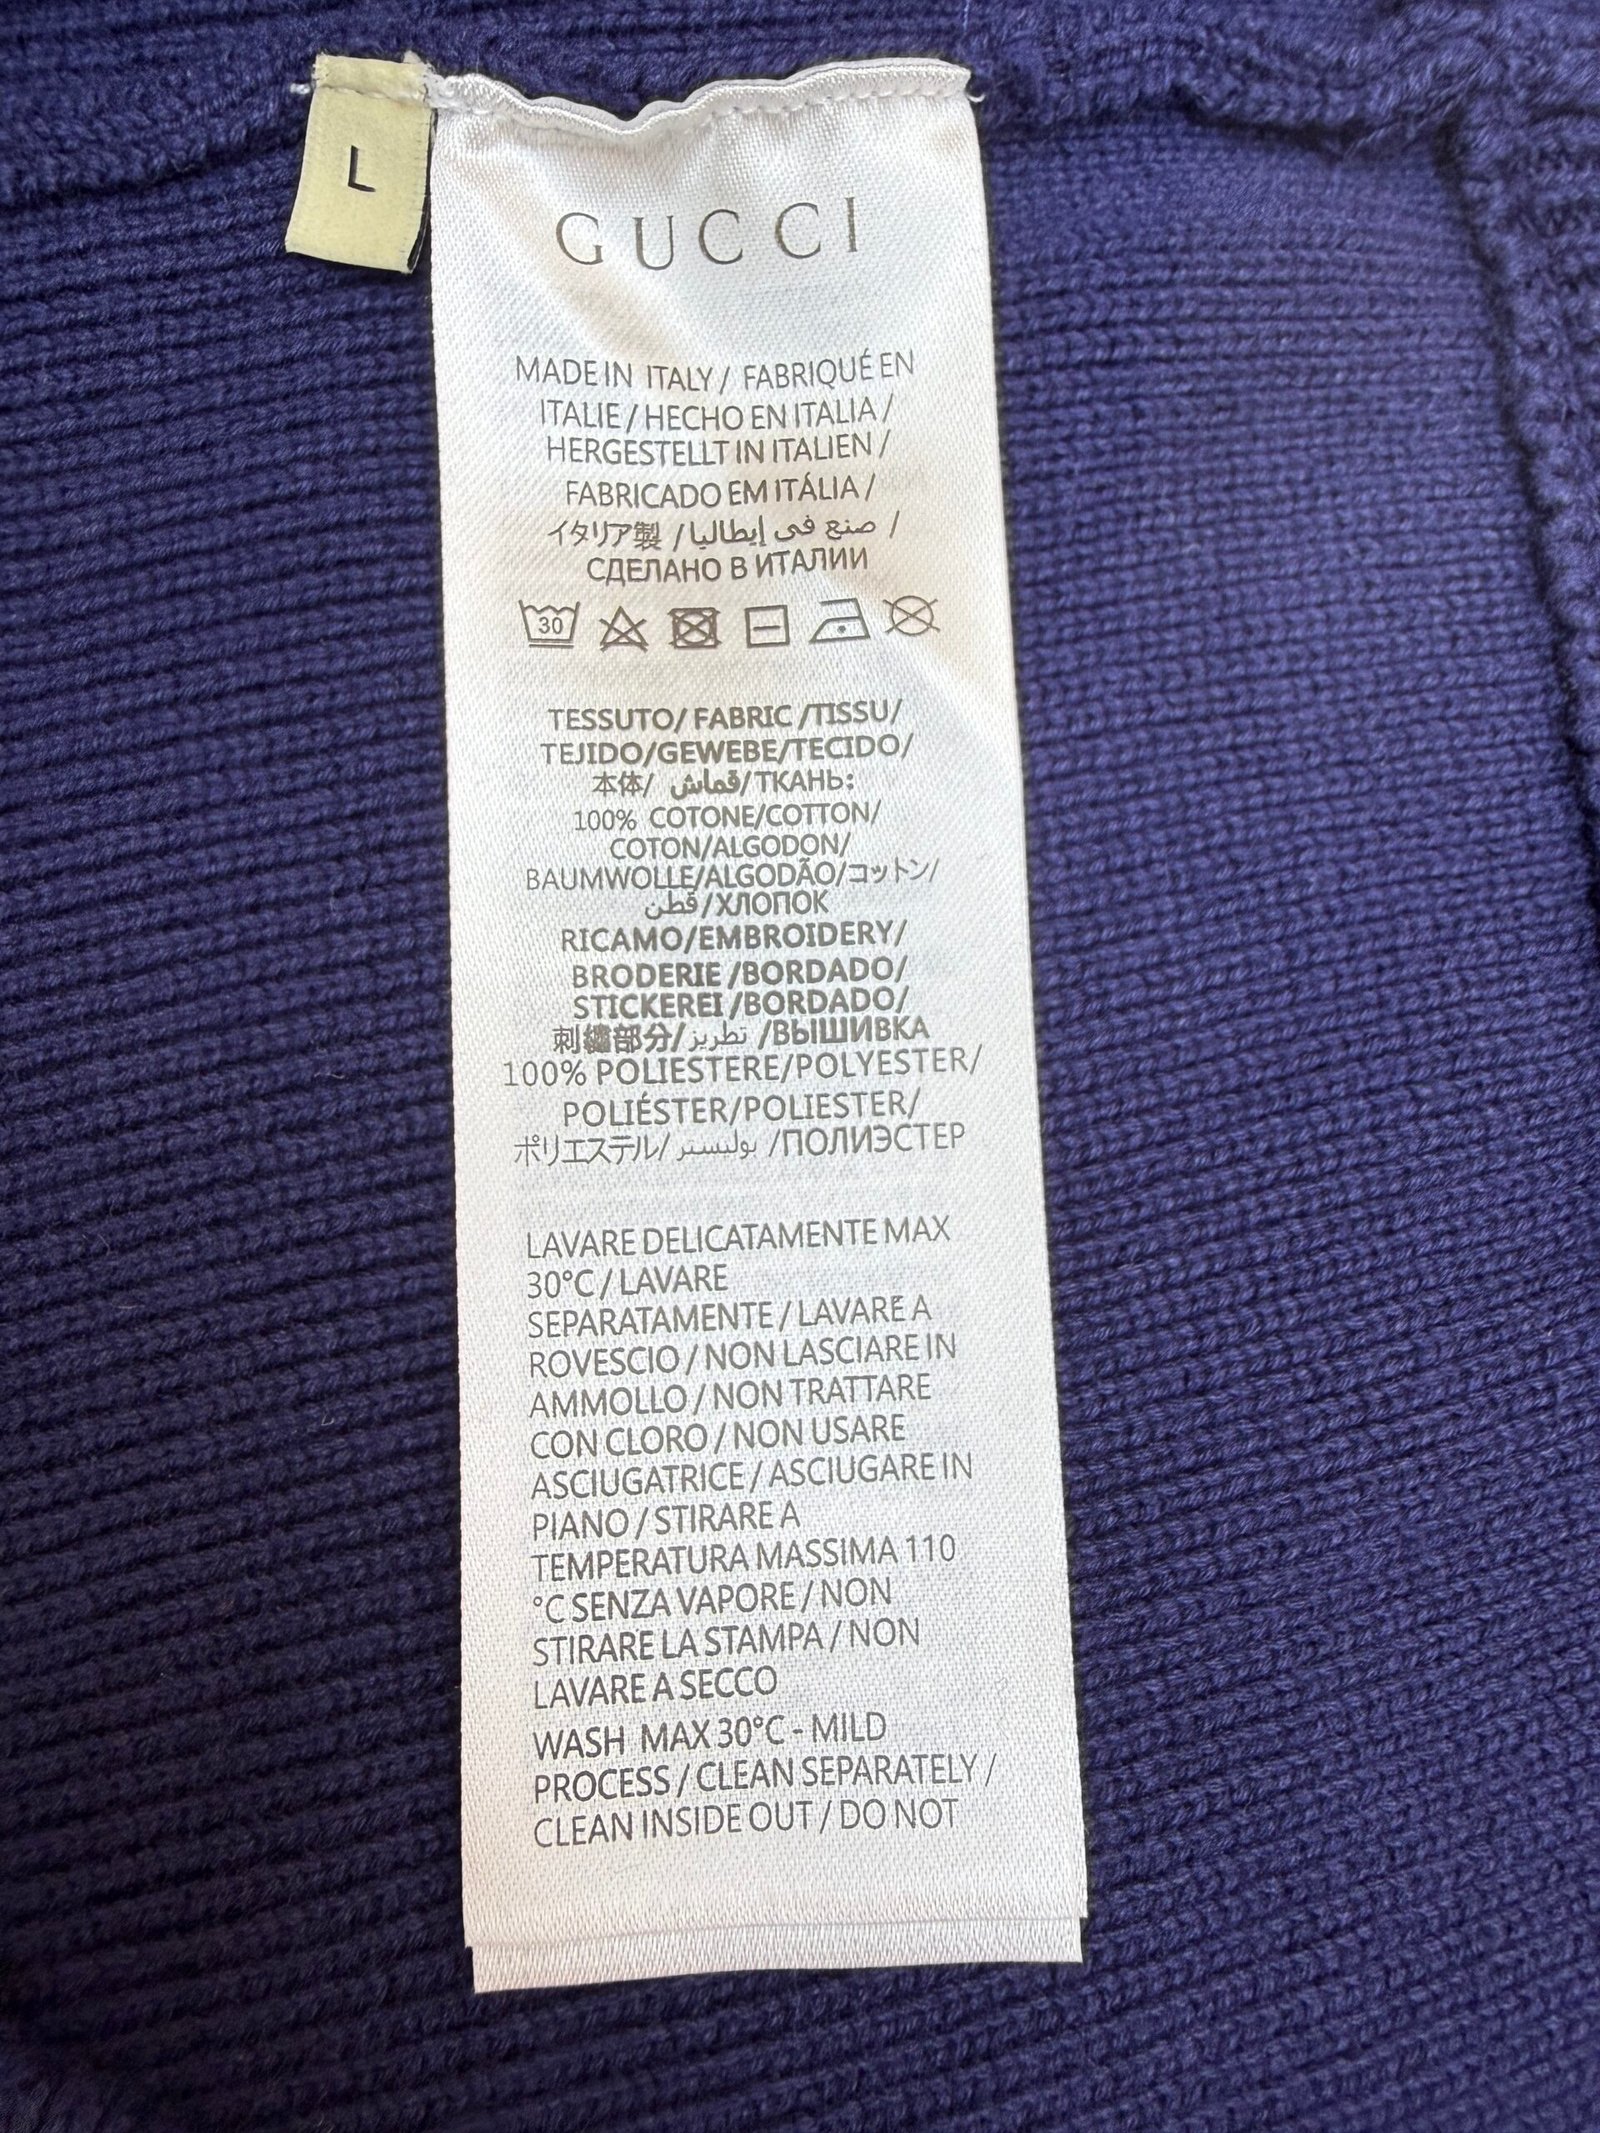 L
GUCCI
MADE IN ITALY / FABRIQUÉ EN
ITALIE / HECHO EN ITALIA /
HERGESTELLT IN ITALIEN /
FABRICADO EM ITÁLIA /
イタリア製 / صنع في إيطاليا /
СДЕЛАНО В ИТАЛИИ
30
TESSUTO/ FABRIC /TISSU/
TEJIDO/GEWEBE/TECIDO/
本体/ قماش/ТКАНЬ:
100% COTONE/COTTON/
COTON/ALGODON/
BAUMWOLLE/ALGODÃO/コットン/
قطن/ХЛОПОК
RICAMO/EMBROIDERY/
BRODERIE /BORDADO/
STICKEREI /BORDADO/
刺繍部分/ تطريز /ВЫШИВКА
100% POLIESTERE/POLYESTER/
POLIÉSTER/POLIESTER/
ポリエステル/ بوليستر /ПОЛИЭСТЕР
LAVARE DELICATAMENTE MAX
30°C / LAVARE
SEPARATAMENTE / LAVARE A
ROVESCIO / NON LASCIARE IN
AMMOLLO / NON TRATTARE
CON CLORO / NON USARE
ASCIUGATRICE / ASCIUGARE IN
PIANO / STIRARE A
TEMPERATURA MASSIMA 110
°C SENZA VAPORE / NON
STIRARE LA STAMPA / NON
LAVARE A SECCO
WASH MAX 30°C - MILD
PROCESS / CLEAN SEPARATELY /
CLEAN INSIDE OUT / DO NOT